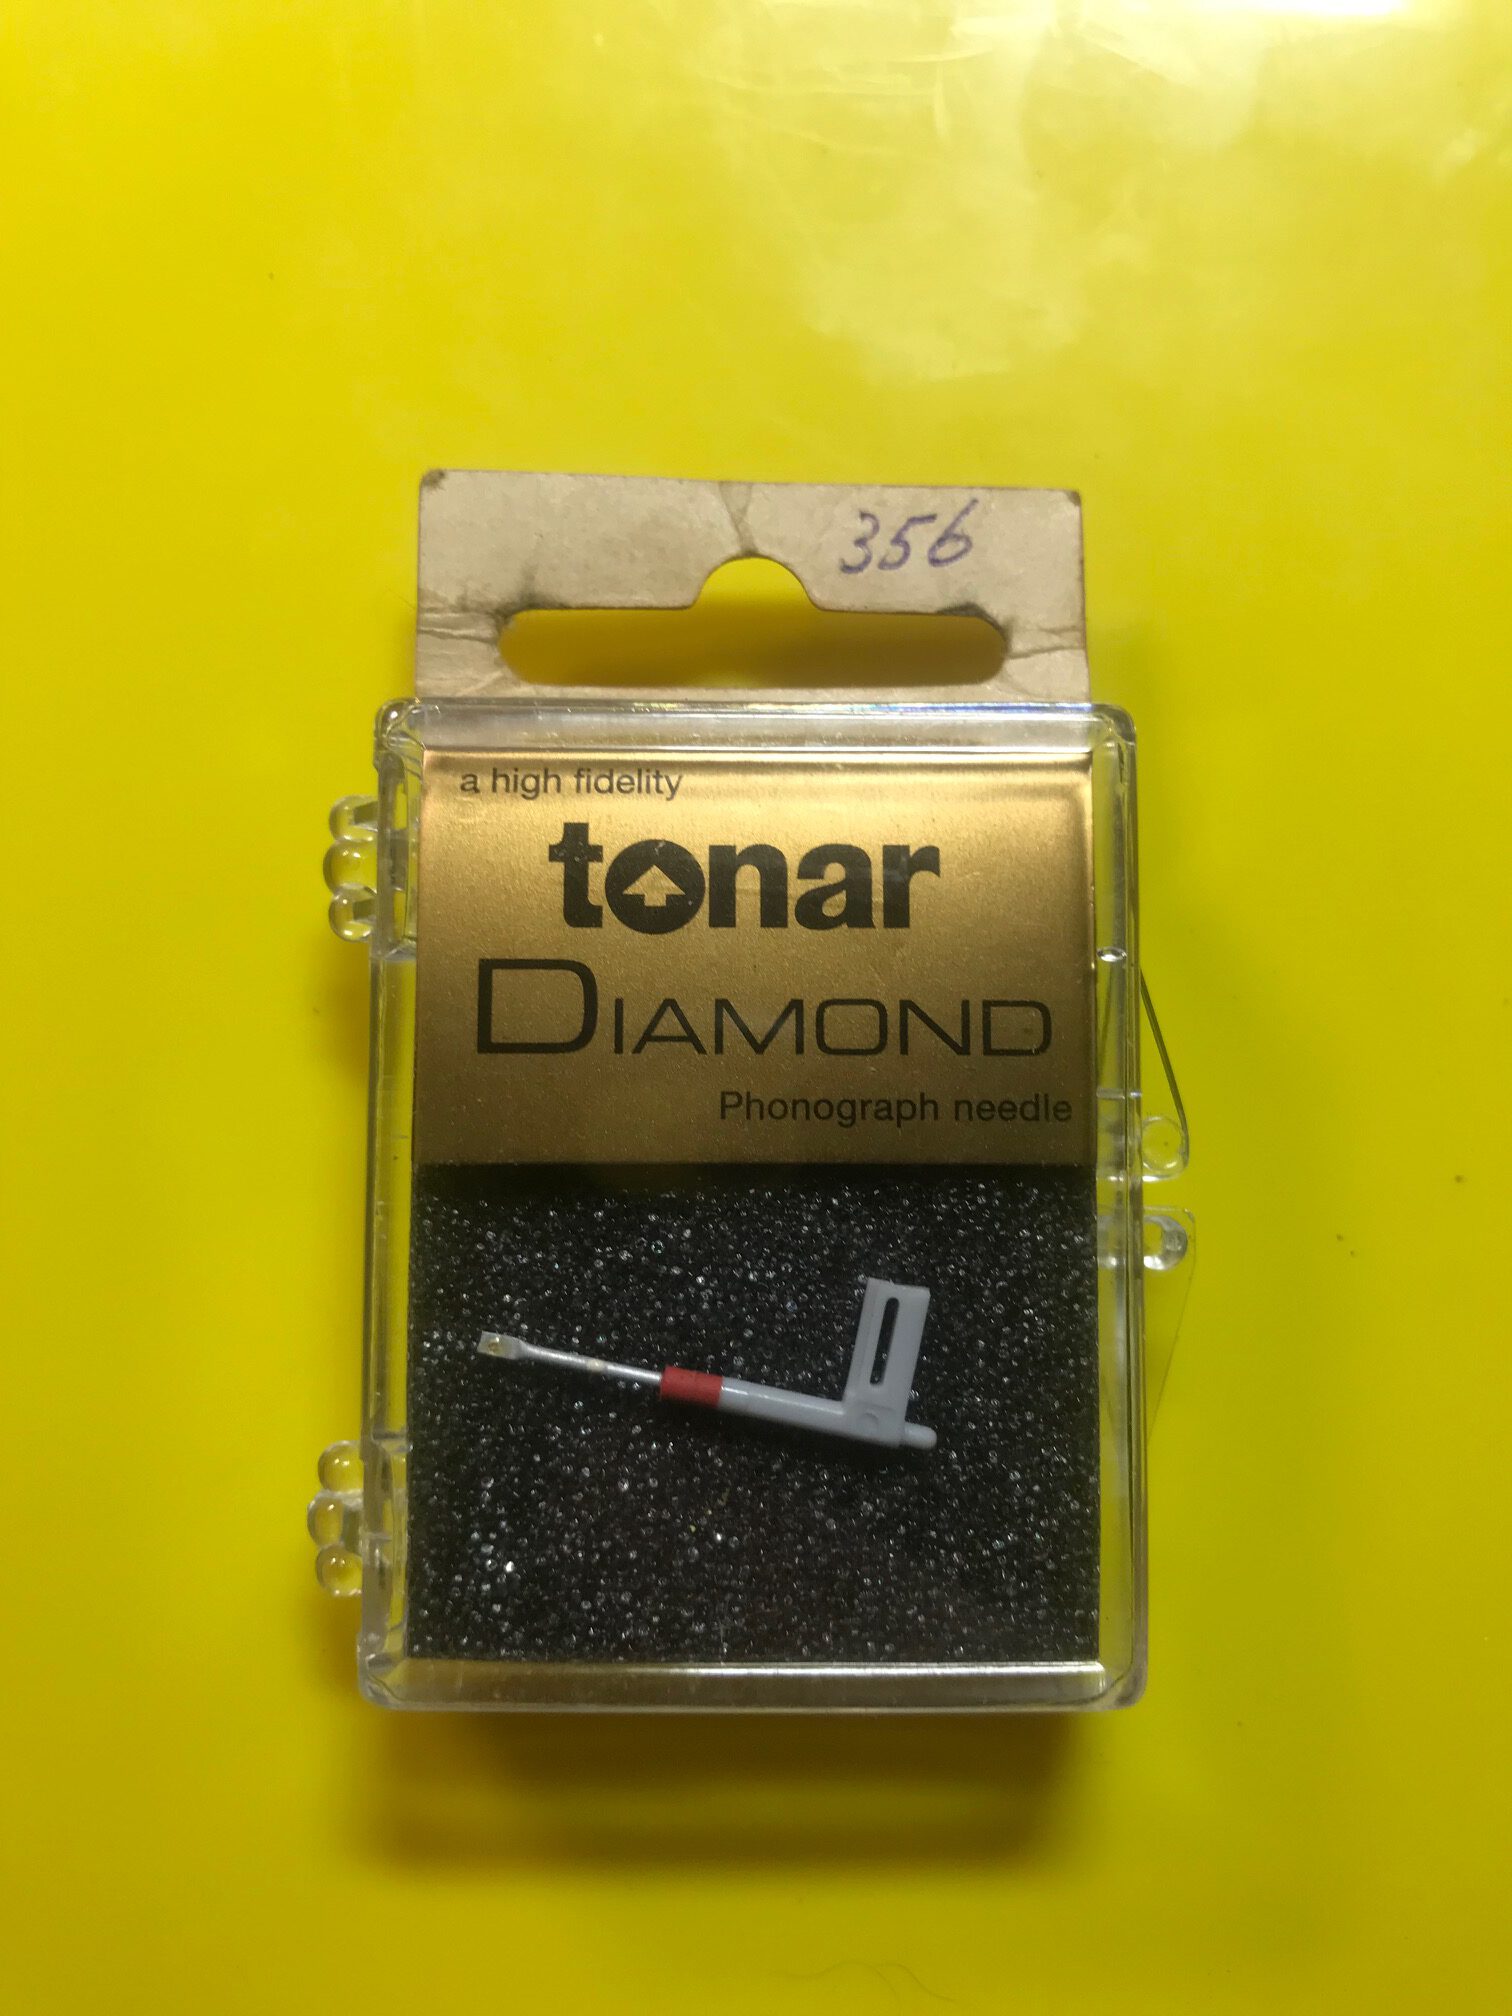 356
a high fidelity
tonar
DIAMOND
Phonograph needle